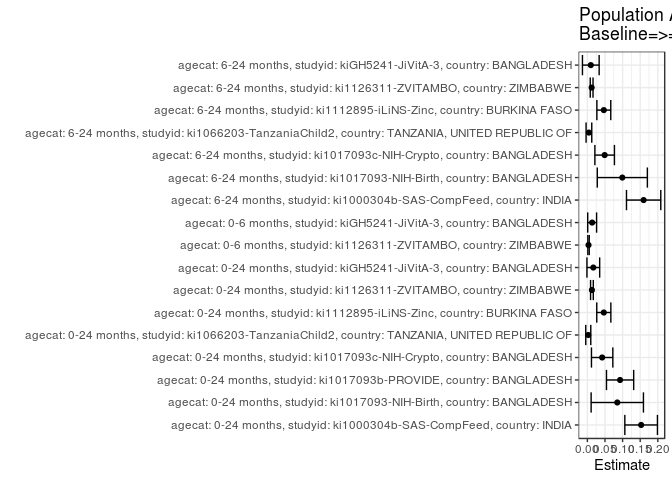 Population
Baseline=>=
agecat: 6-24 months, studyid: kiGH5241-JiVitA-3, country: BANGLADESH
agecat: 6-24 months, studyid: ki1126311-ZVITAMBO, country: ZIMBABWE
agecat: 6-24 months, studyid: ki1112895-iLiNS-Zinc, country: BURKINA FASO
agecat: 6-24 months, studyid: ki1066203-TanzaniaChild2, country: TANZANIA, UNITED REPUBLIC OF
agecat: 6-24 months, studyid: ki1017093c-NIH-Crypto, country: BANGLADESH
agecat: 6-24 months, studyid: ki1017093-NIH-Birth, country: BANGLADESH
agecat: 6-24 months, studyid: ki1000304b-SAS-CompFeed, country: INDIA
agecat: 0-6 months, studyid: kiGH5241-JiVitA-3, country: BANGLADESH
agecat: 0-6 months, studyid: ki1126311-ZVITAMBO, country: ZIMBABWE
agecat: 0-24 months, studyid: kiGH5241-JiVitA-3, country: BANGLADESH
agecat: 0-24 months, studyid: ki1126311-ZVITAMBO, country: ZIMBABWE
agecat: 0-24 months, studyid: ki1112895-iLiNS-Zinc, country: BURKINA FASO
agecat: 0-24 months, studyid: ki1066203-TanzaniaChild2, country: TANZANIA, UNITED REPUBLIC OF
agecat: 0-24 months, studyid: ki1017093c-NIH-Crypto, country: BANGLADESH
agecat: 0-24 months, studyid: ki1017093b-PROVIDE, country: BANGLADESH
agecat: 0-24 months, studyid: ki1017093-NIH-Birth, country: BANGLADESH
agecat: 0-24 months, studyid: ki1000304b-SAS-CompFeed, country: INDIA
0.00 0.05 0.10 0.15 0.20
Estimate